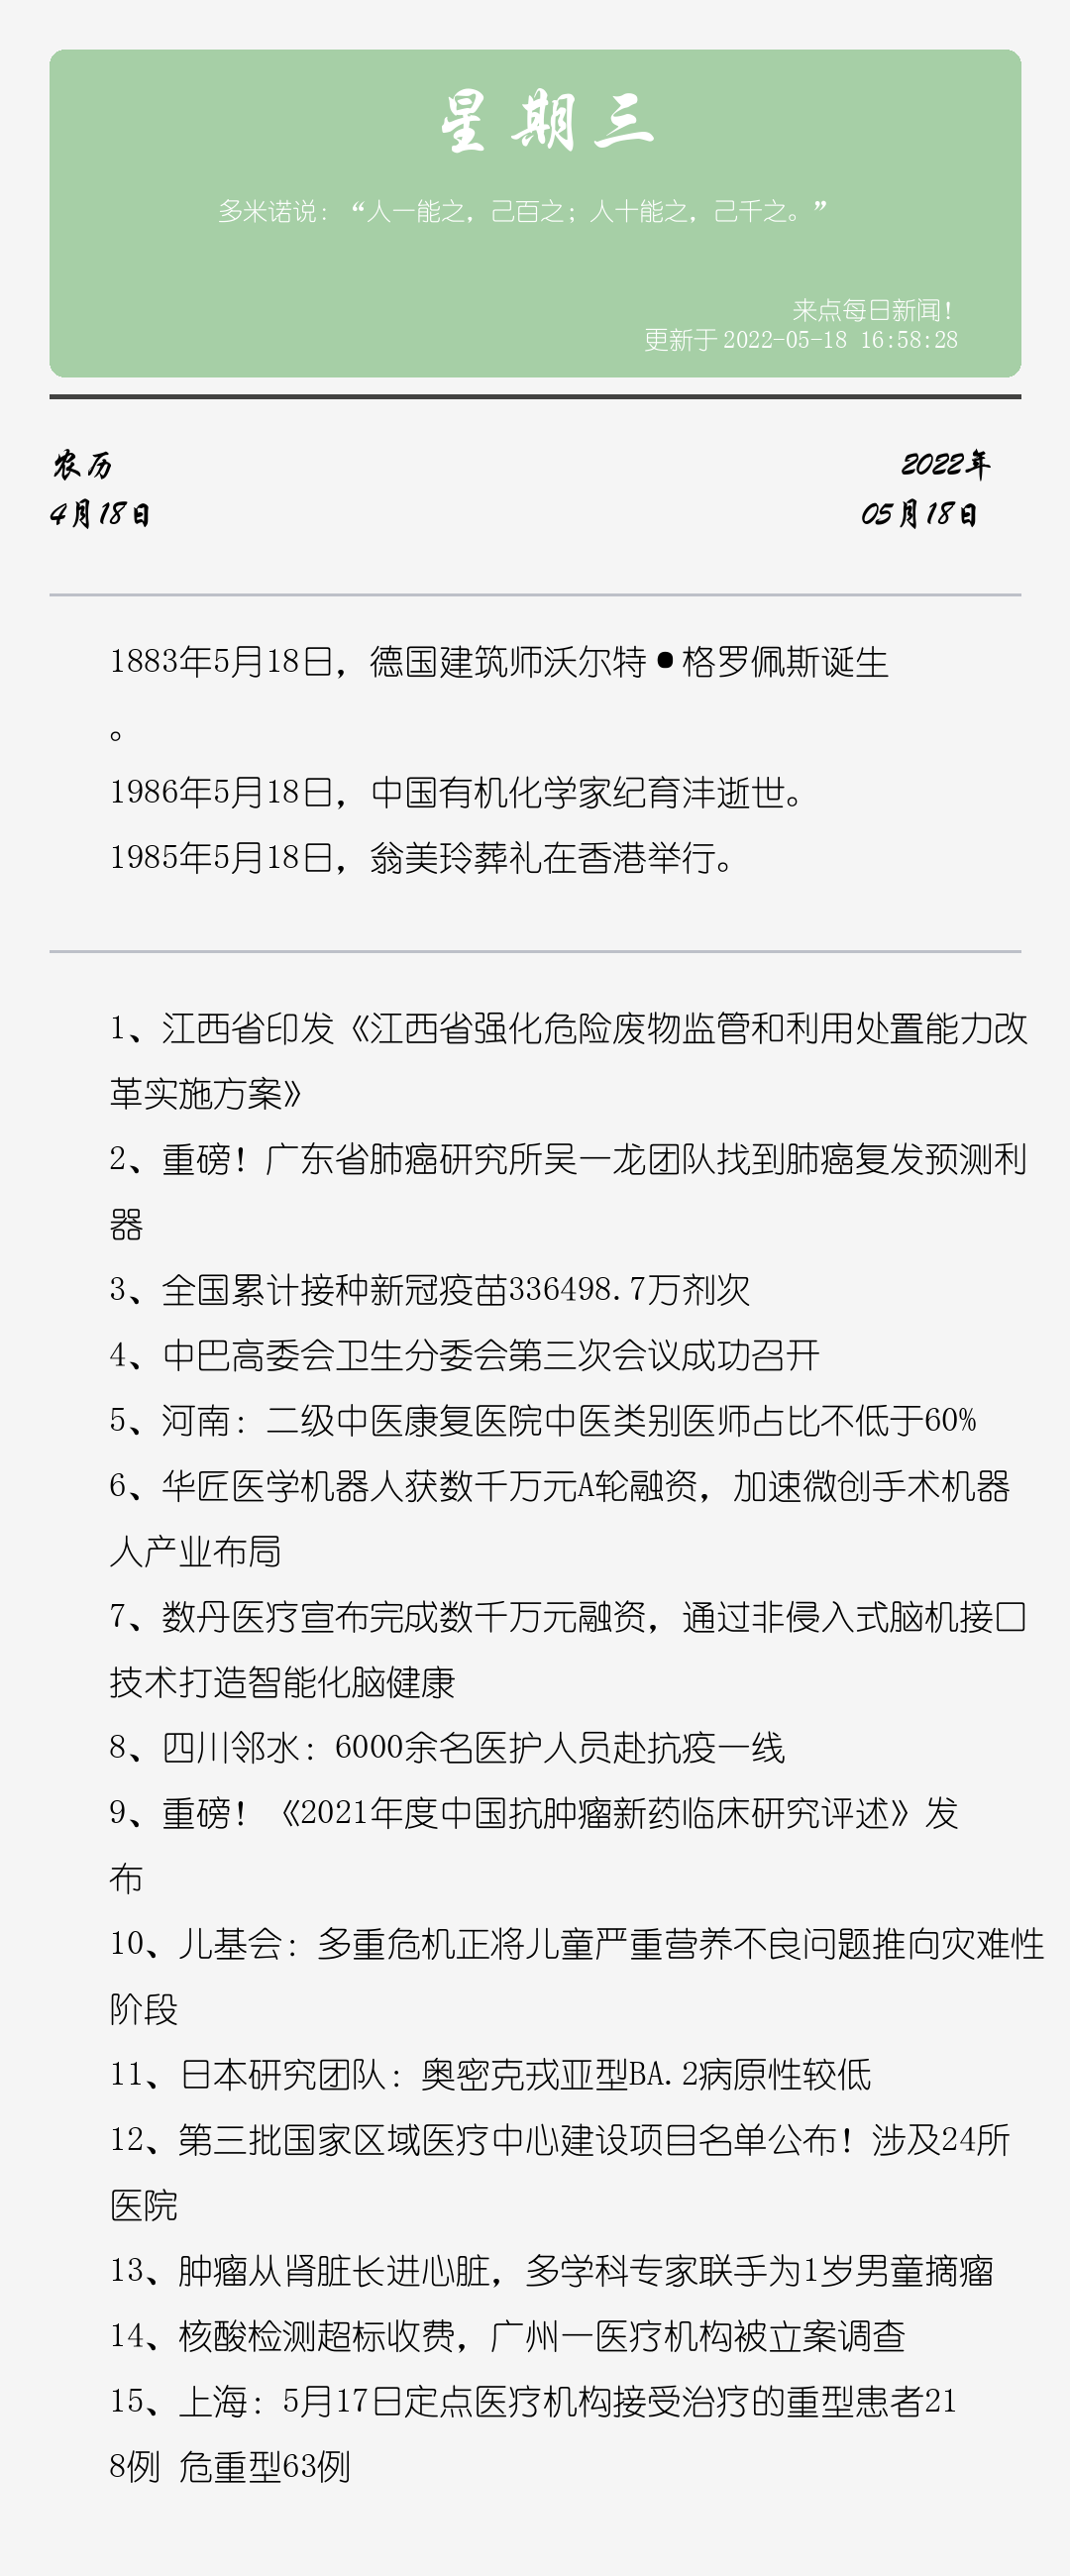 星期三
多米诺说：“人一能之，己百之；人十能之，己千之。”
来点每日新闻！
更新于 2022-05-18 16:58:28
农历
2022年
4月18日
05月18日
1883年5月18日，德国建筑师沃尔特•格罗佩斯诞生
。
1986年5月18日，中国有机化学家纪育沣逝世。
1985年5月18日，翁美玲葬礼在香港举行。
1、江西省印发《江西省强化危险废物监管和利用处置能力改
革实施方案》
2、重磅！广东省肺癌研究所吴一龙团队找到肺癌复发预测利
器
3、全国累计接种新冠疫苗336498.7万剂次
4、中巴高委会卫生分委会第三次会议成功召开
5、河南：二级中医康复医院中医类别医师占比不低于60%
6、华匠医学机器人获数千万元A轮融资，加速微创手术机器
人产业布局
7、数丹医疗宣布完成数千万元融资，通过非侵入式脑机接口
技术打造智能化脑健康
8、四川邻水：6000余名医护人员赴抗疫一线
9、重磅！《2021年度中国抗肿瘤新药临床研究评述》发
布
10、儿基会：多重危机正将儿童严重营养不良问题推向灾难性
阶段
11、日本研究团队：奥密克戎亚型BA.2病原性较低
12、第三批国家区域医疗中心建设项目名单公布！涉及24所
医院
13、肿瘤从肾脏长进心脏，多学科专家联手为1岁男童摘瘤
14、核酸检测超标收费，广州一医疗机构被立案调查
15、上海：5月17日定点医疗机构接受治疗的重型患者21
8例 危重型63例